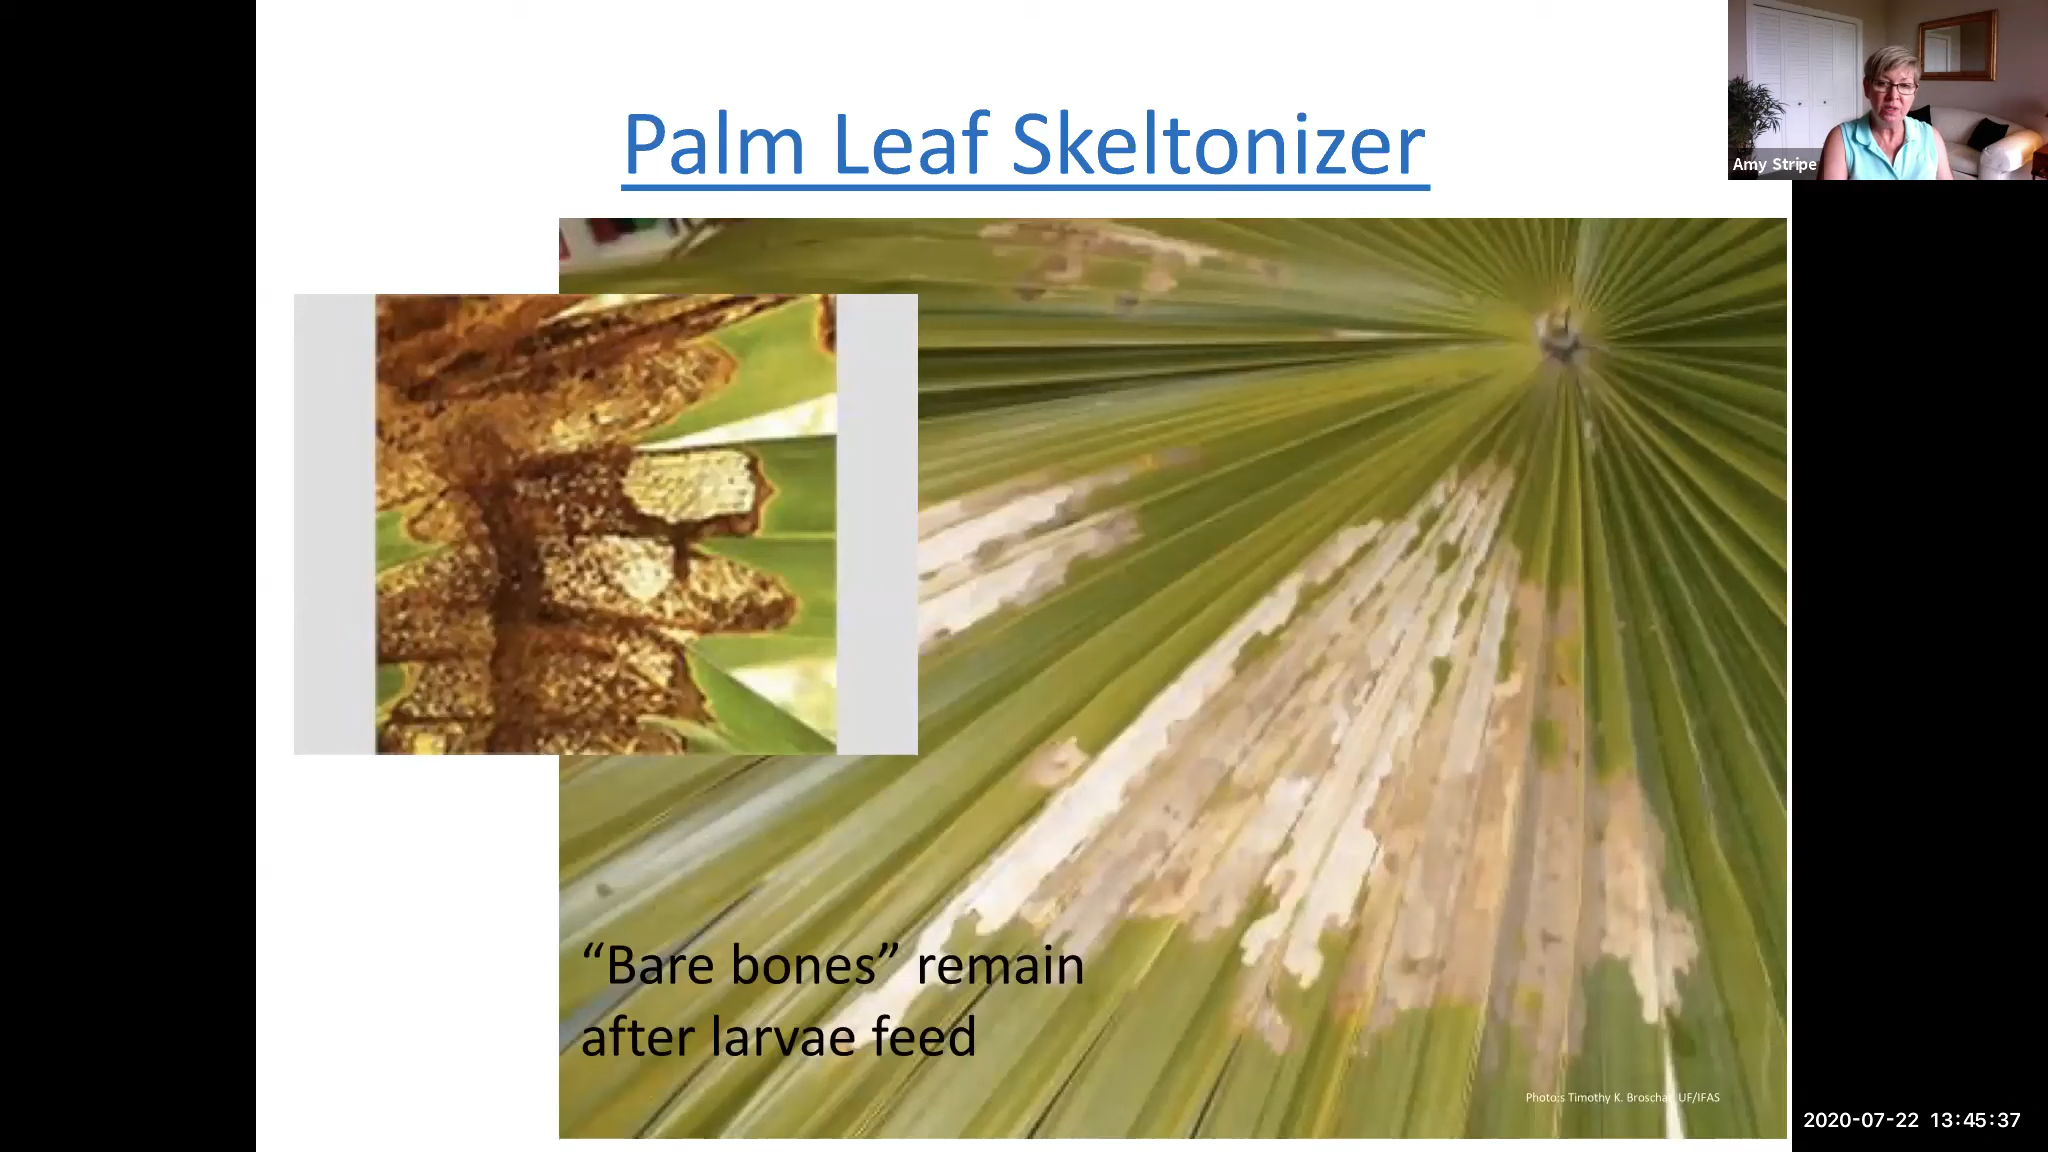 Palm Leaf Skeltonizer
Amy Stripe
“Bare bones” remain
after larvae feed
Photo:s Timothy K. Broschat, UF/IFAS
2020-07-22 13:45:37